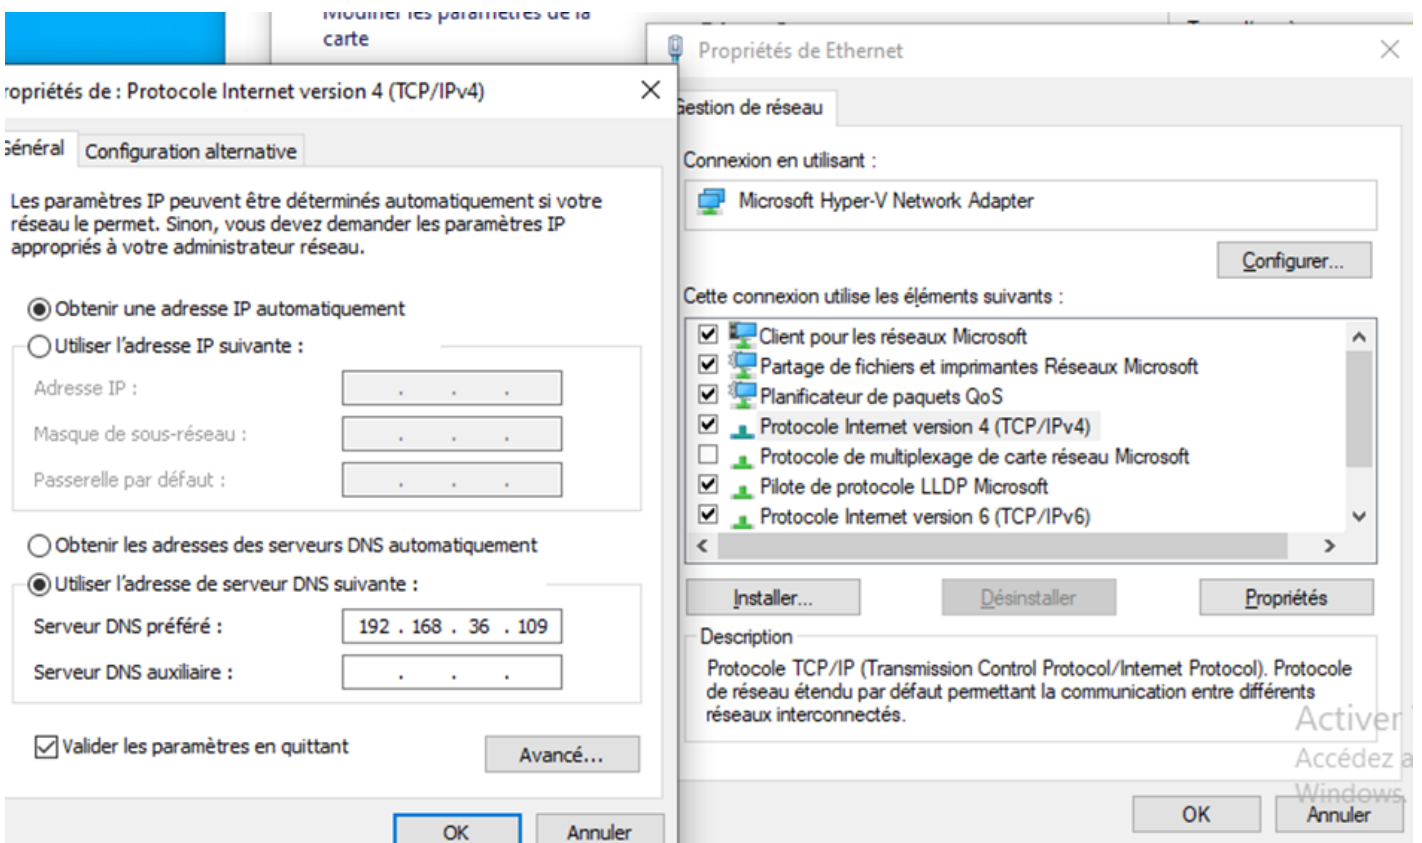 Modifier les paramètres de la
carte
Propriétés de Ethernet
ropriétés de : Protocole Internet version 4 (TCP/IPv4)
Général
Configuration alternative
Les paramètres IP peuvent être déterminés automatiquement si votre
réseau le permet. Sinon, vous devez demander les paramètres IP
appropriés à votre administrateur réseau.
Obtenir une adresse IP automatiquement
Utiliser l'adresse IP suivante :
Adresse IP :
. . .
Masque de sous-réseau :
. . .
Passerelle par défaut :
. . .
Obtenir les adresses des serveurs DNS automatiquement
Utiliser l'adresse de serveur DNS suivante :
Serveur DNS préféré :
192 . 168 . 36 . 109
Serveur DNS auxiliaire :
. . .
Valider les paramètres en quittant
Avancé...
OK
Annuler
Gestion de réseau
Connexion en utilisant :
Microsoft Hyper-V Network Adapter
Configurer...
Cette connexion utilise les éléments suivants :
Client pour les réseaux Microsoft
Partage de fichiers et imprimantes Réseaux Microsoft
Planificateur de paquets QoS
Protocole Internet version 4 (TCP/IPv4)
Protocole de multiplexage de carte réseau Microsoft
Pilote de protocole LLDP Microsoft
Protocole Internet version 6 (TCP/IPv6)
Installer...
Désinstaller
Propriétés
Description
Protocole TCP/IP (Transmission Control Protocol/Internet Protocol). Protocole
de réseau étendu par défaut permettant la communication entre différents
réseaux interconnectés.
Activer
Accédez a
Windows.
OK
Annuler